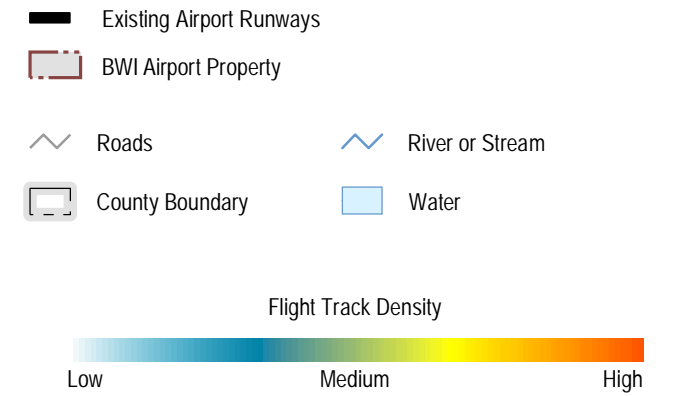 Existing Airport Runways
BWI Airport Property
Roads
River or Stream
County Boundary
Water
Flight Track Density
Low Medium High